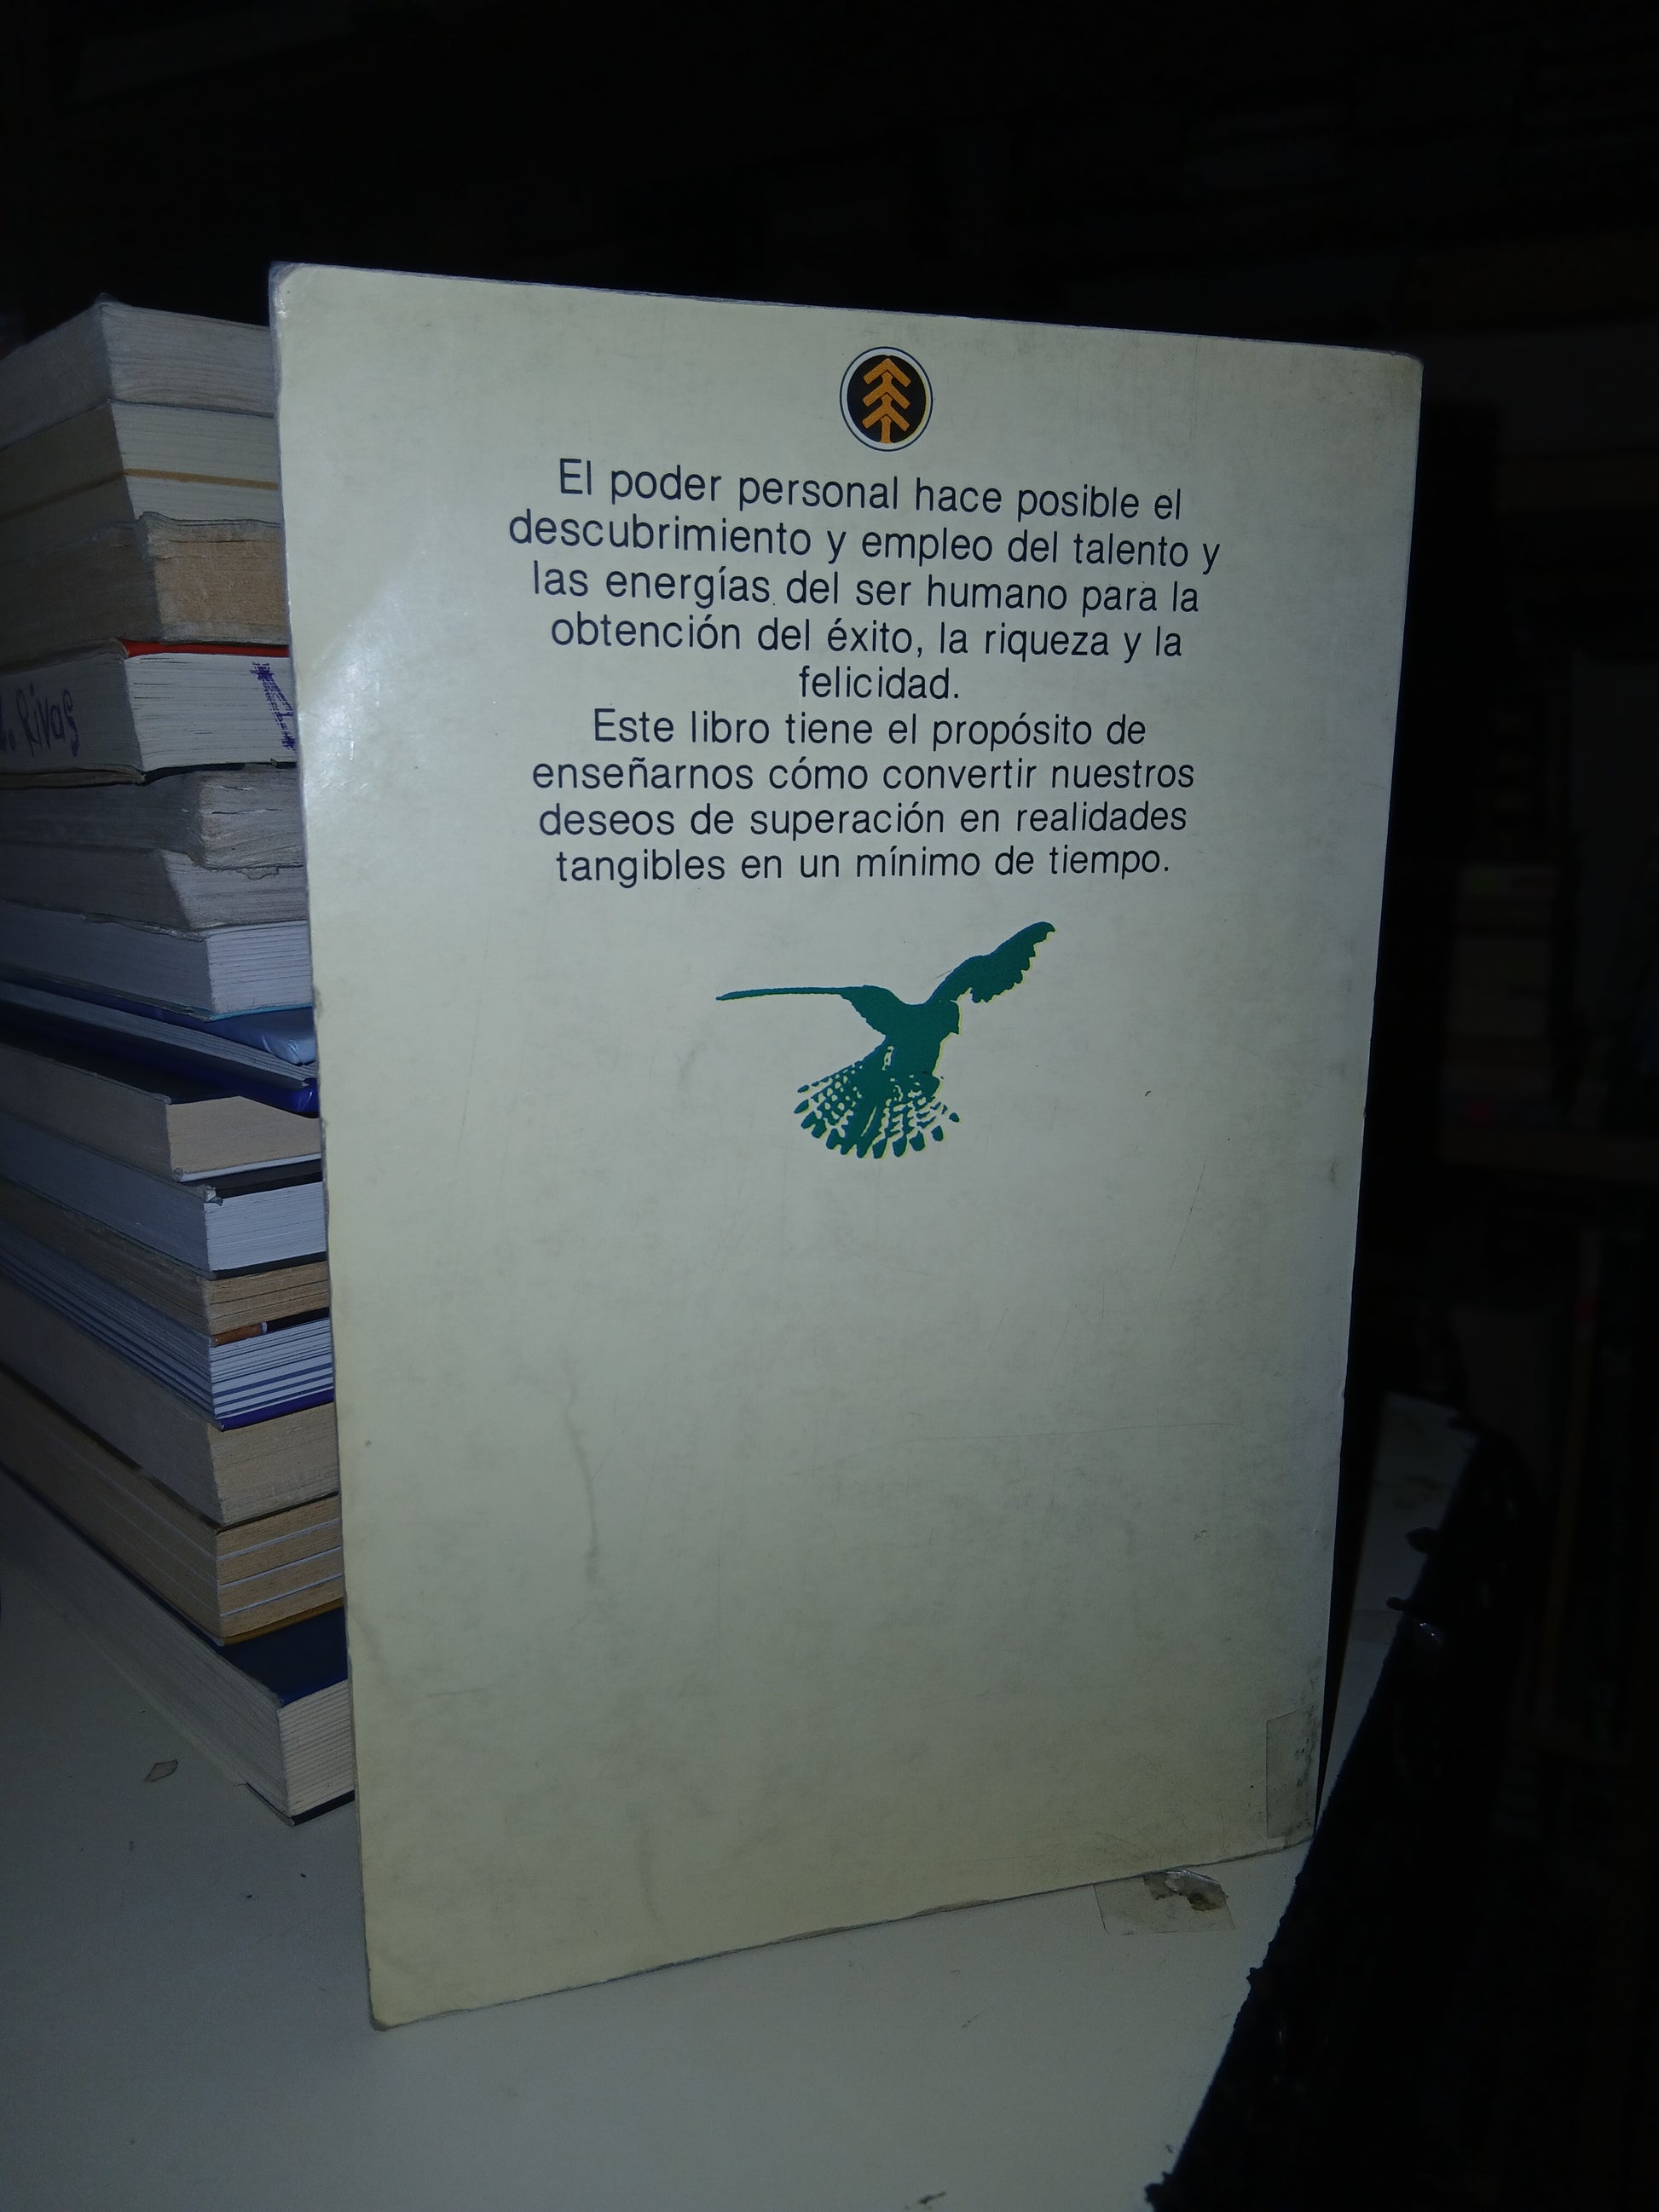 El poder personal hace posible el
descubrimiento y empleo del talento y
las energías del ser humano para la
obtención del éxito, la riqueza y la
felicidad.
Este libro tiene el propósito de
enseñarnos cómo convertir nuestros
deseos de superación en realidades
tangibles en un mínimo de tiempo.
Rivas